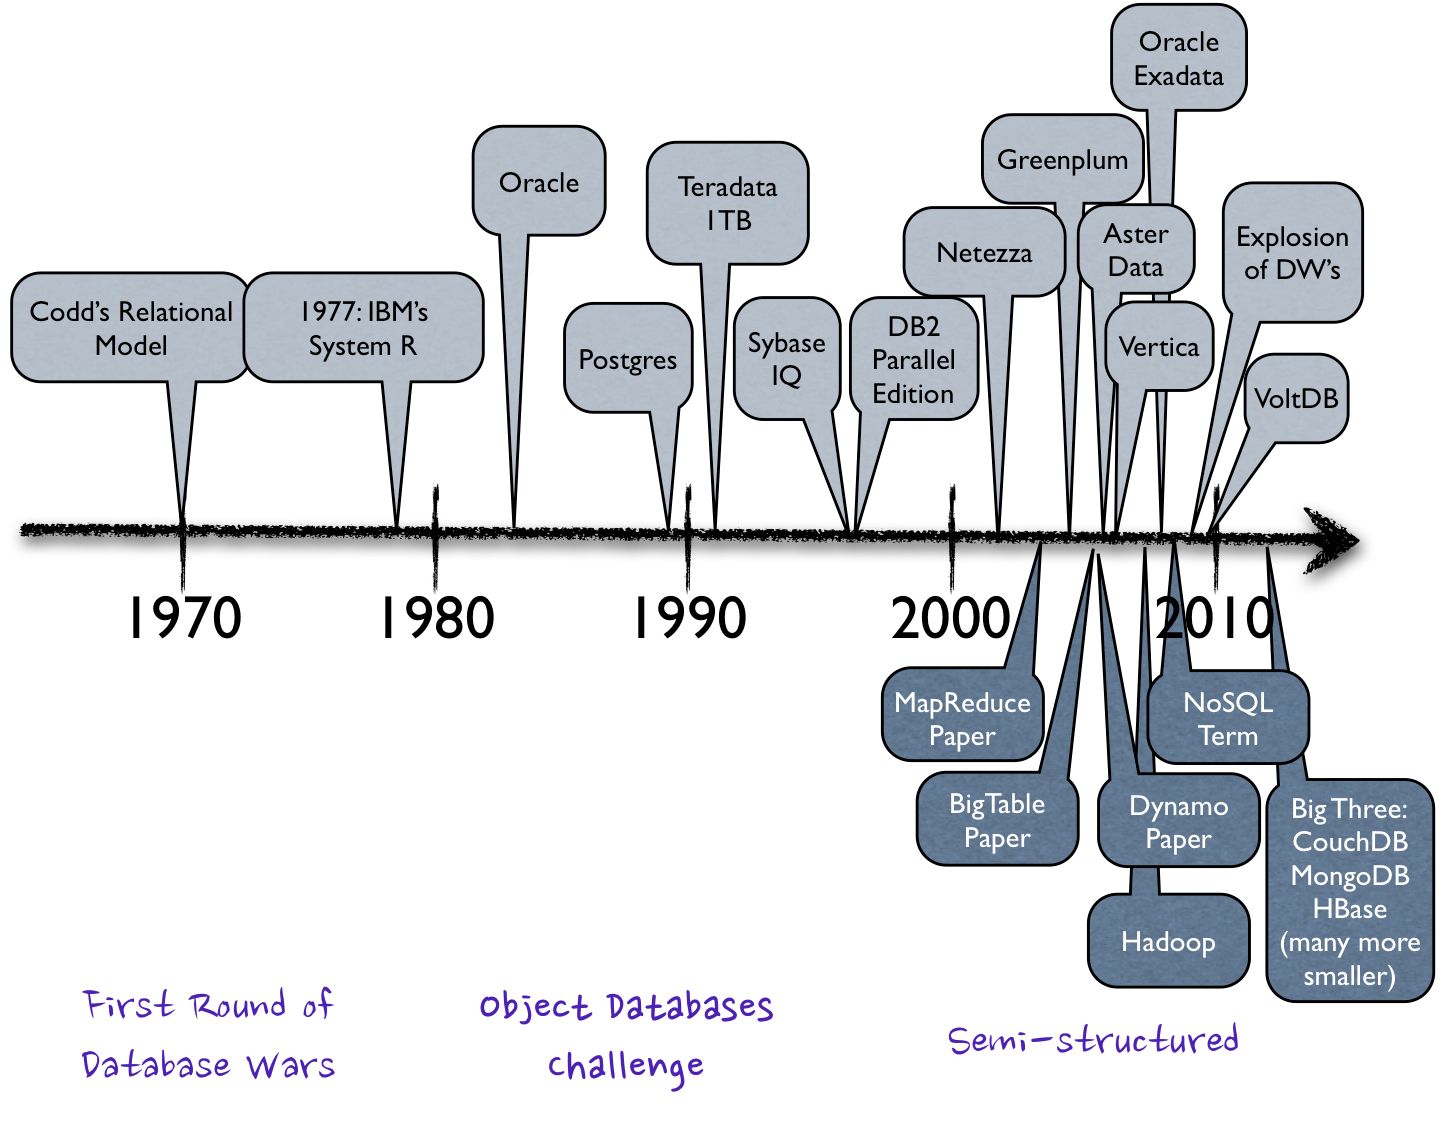 Oracle
Exadata
Greenplum
Oracle
Teradata
1TB
Netezza
Aster
Data
Explosion
of DW's
Codd's Relational
Model
1977: IBM's
System R
Postgres
Sybase
IQ
DB2
Parallel
Edition
Vertica
VoltDB
1970
1980
1990
2000
2010
MapReduce
Paper
NoSQL
Term
BigTable
Paper
Dynamo
Paper
Big Three:
CouchDB
MongoDB
HBase
(many more
smaller)
Hadoop
First Round of
Database Wars
Object Databases
Challenge
Semi-structured